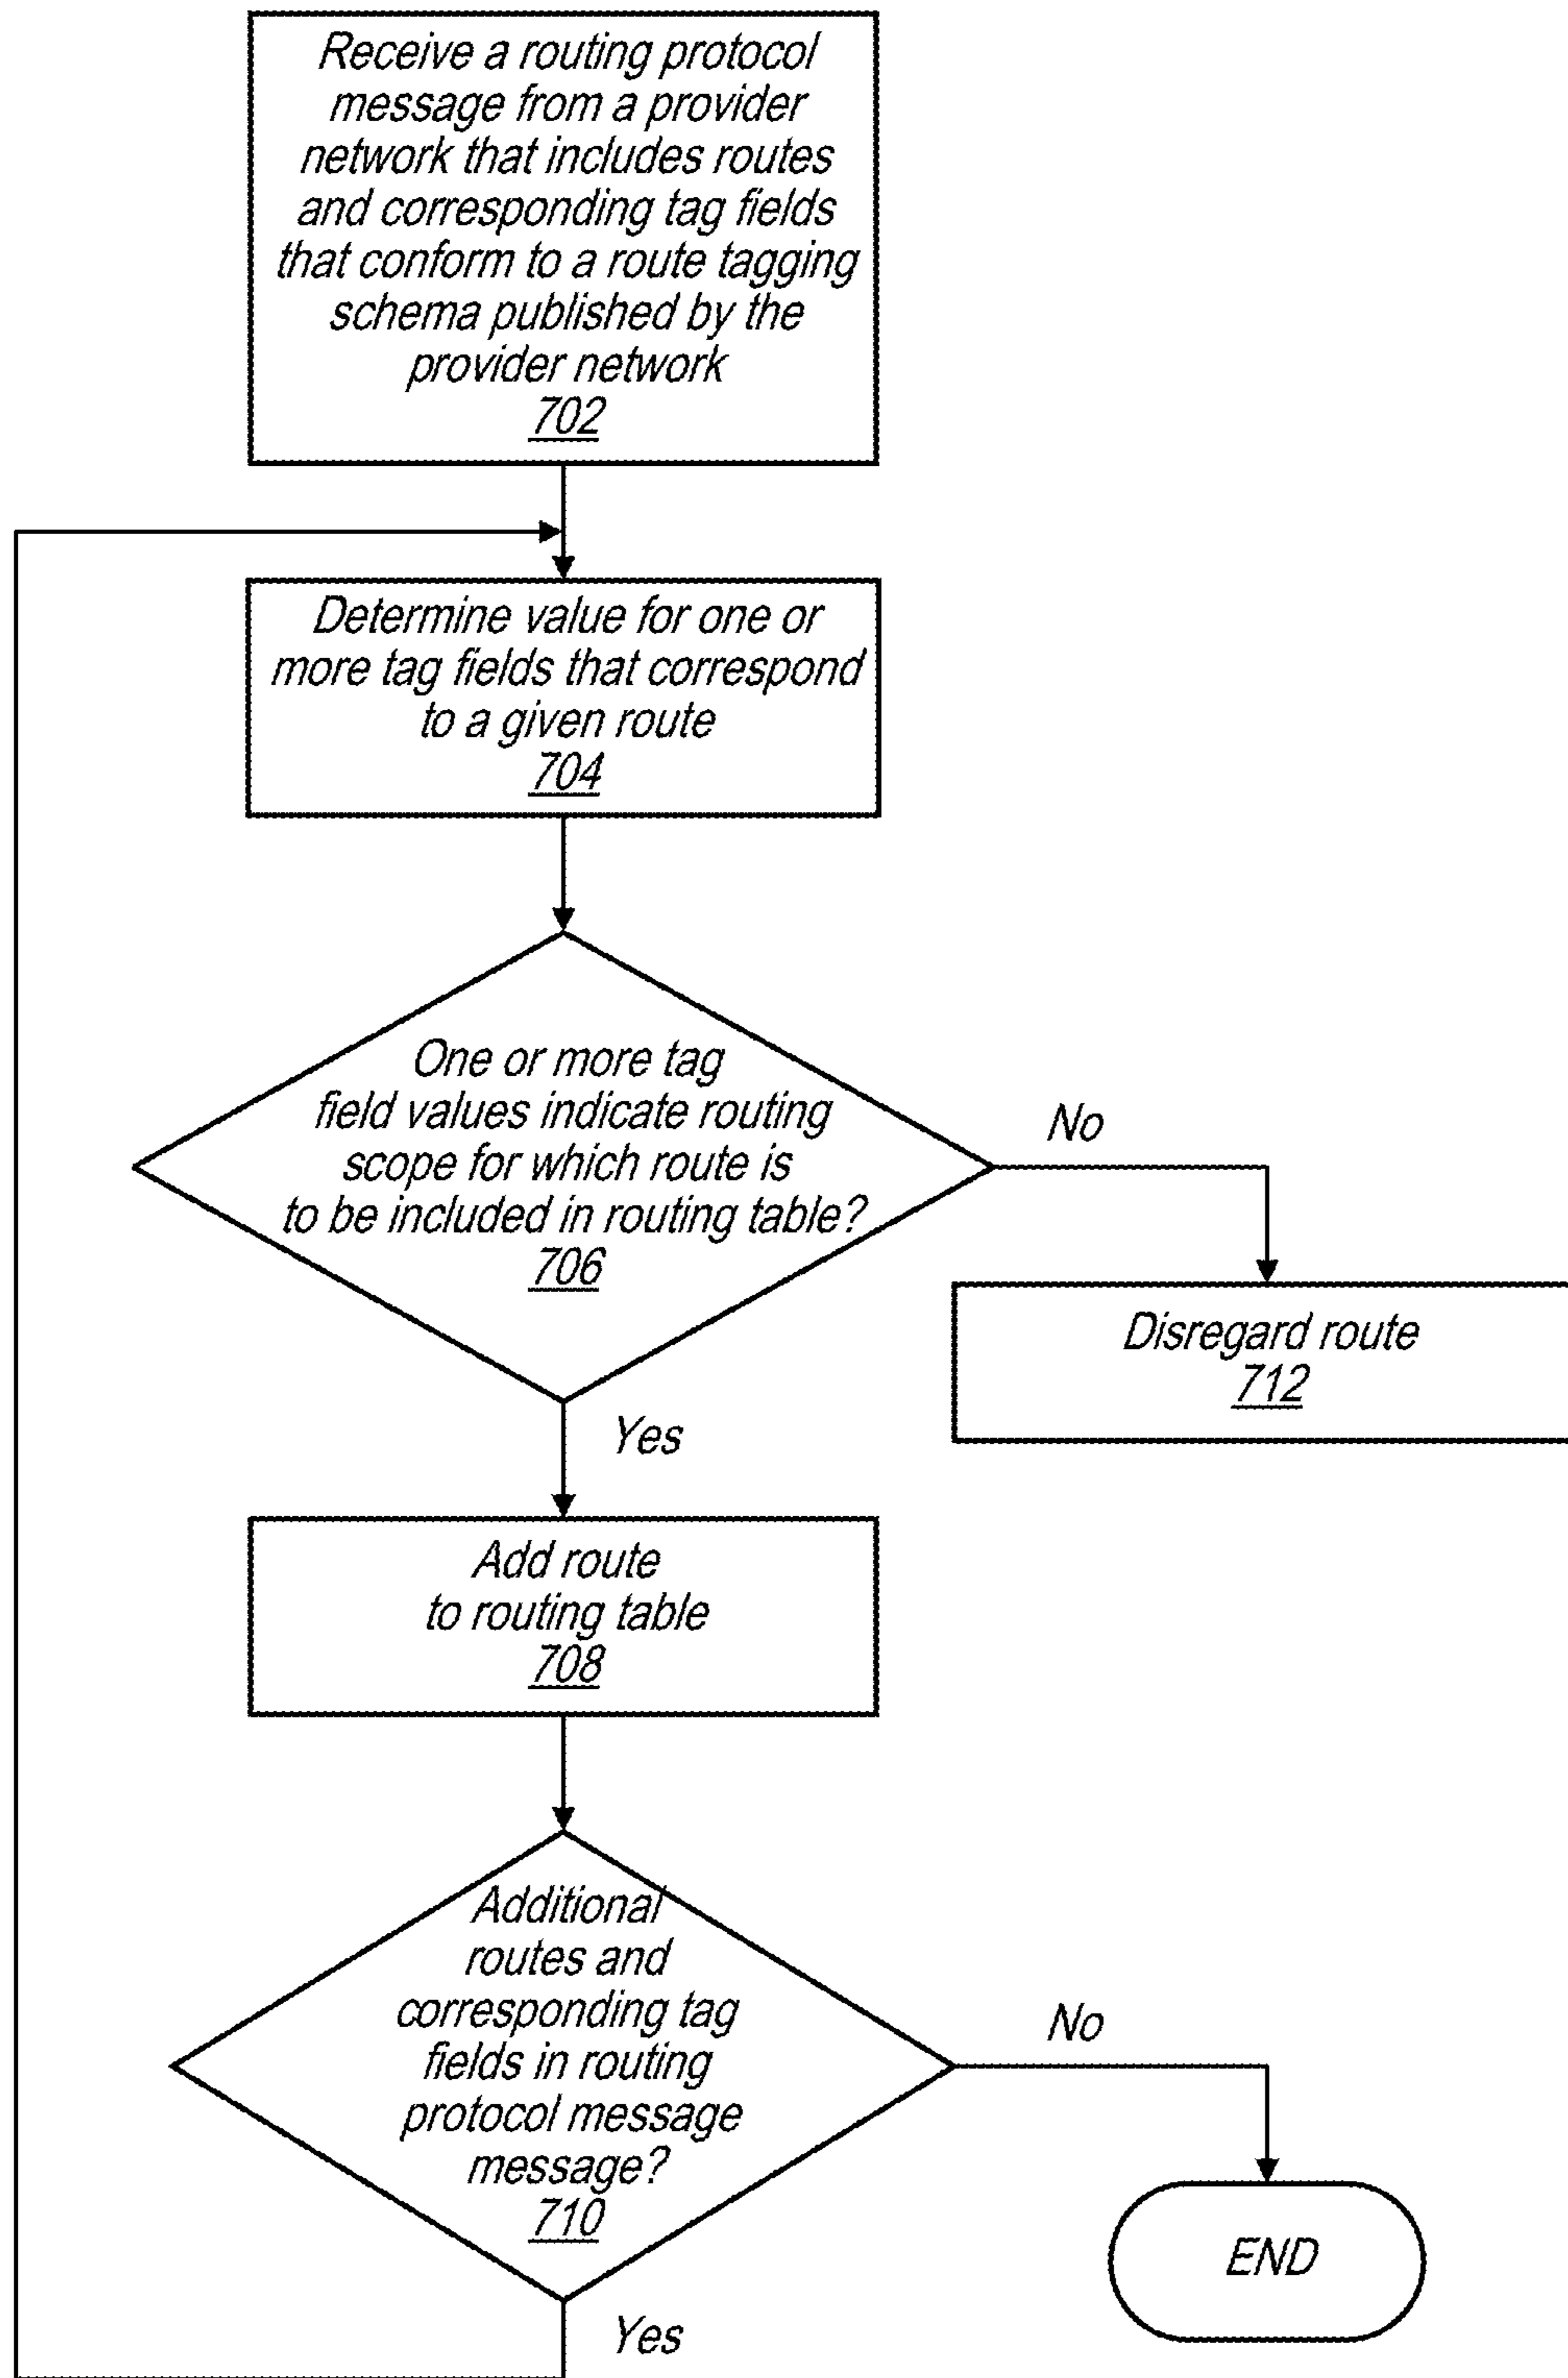 Receive a routing protocol
message from a provider
network that includes routes
and corresponding tag fields
that conform to a route tagging
schema published by the
provider network
702
Determine value for one or
more tag fields that correspond
to a given route
704
One or more tag
field values indicate routing
scope for which route is
to be included in routing table?
706
No
Disregard route
712
Yes
Add route
to routing table
708
Additional
routes and
corresponding tag
fields in routing
protocol message
message?
710
No
END
Yes